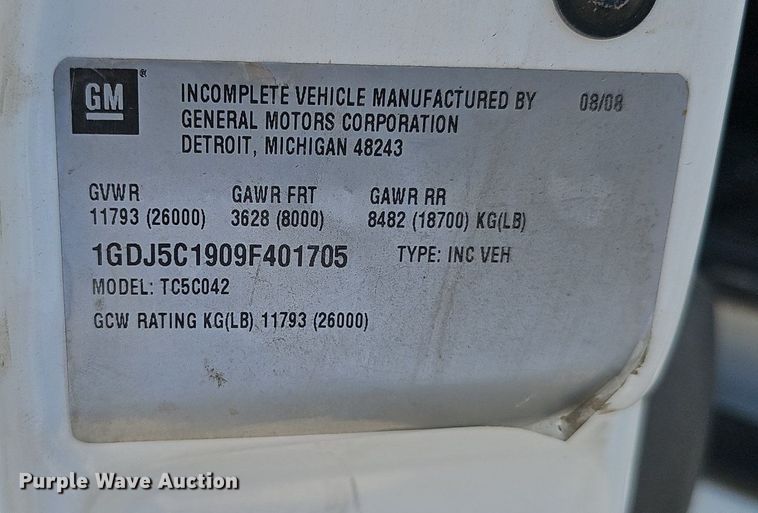 GM®
INCOMPLETE VEHICLE MANUFACTURED BY 08/08
GENERAL MOTORS CORPORATION
DETROIT, MICHIGAN 48243
GVWR GAWR FRT GAWR RR
11793 (26000) 3628 (8000) 8482 (18700) KG(LB)
1GDJ5C1909F401705 TYPE: INC VEH
MODEL: TC5C042
GCW RATING KG(LB) 11793 (26000)
Purple Wave Auction